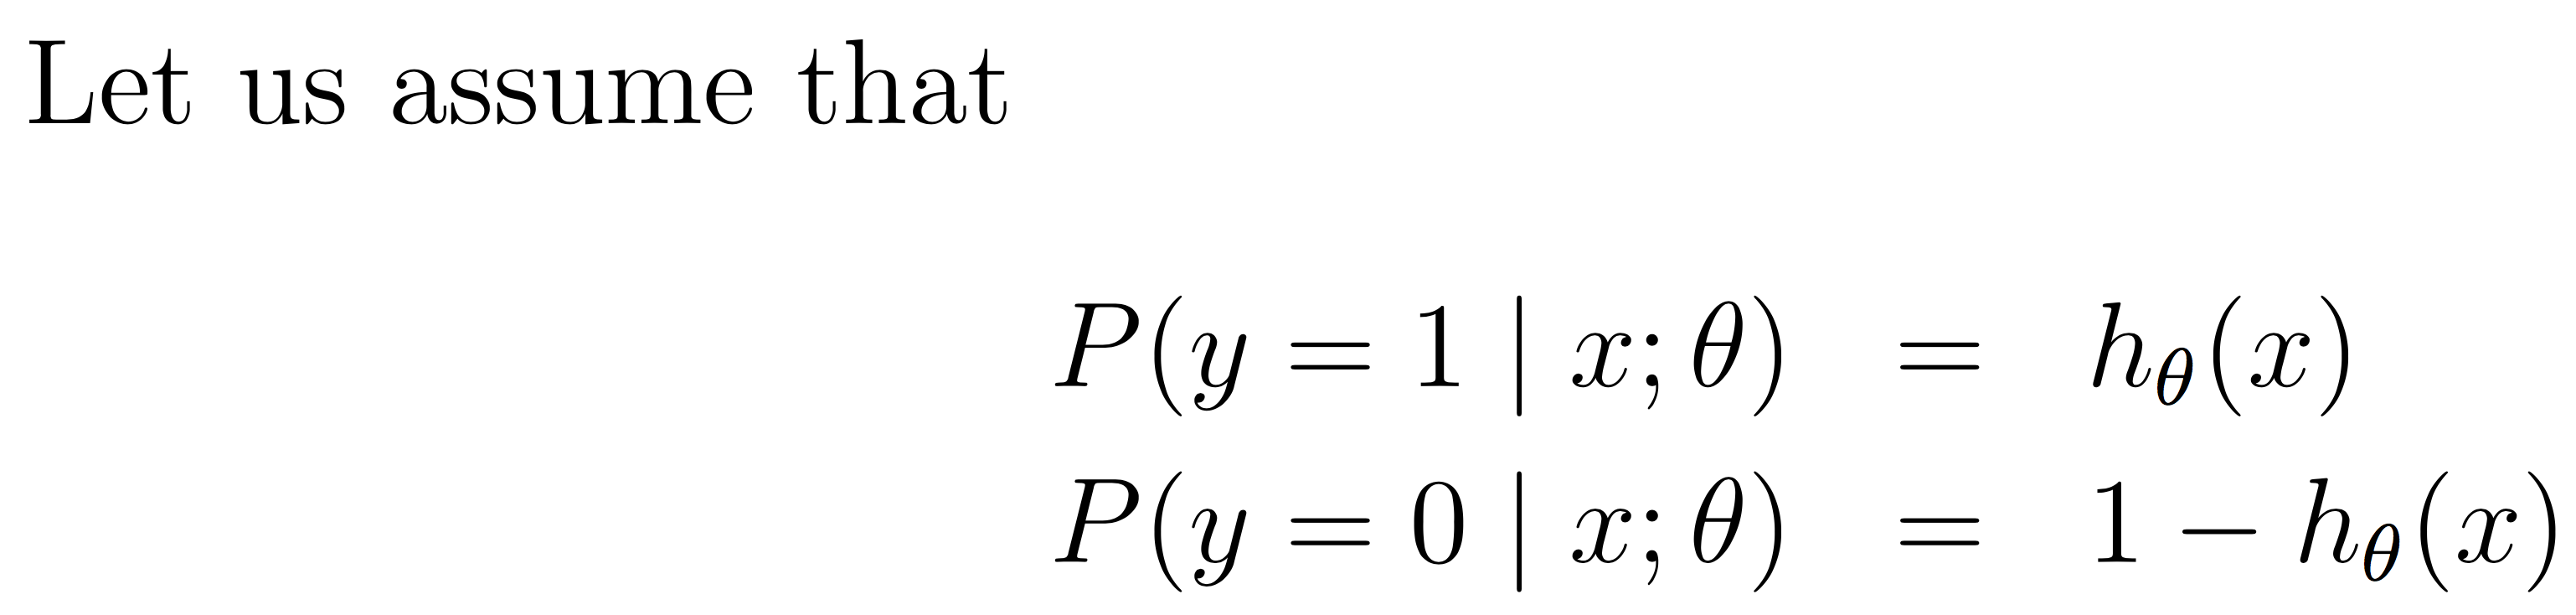 Let us assume that
P(y = 1 | x; θ) = hθ(x)
P(y = 0 | x; θ) = 1 − hθ(x)